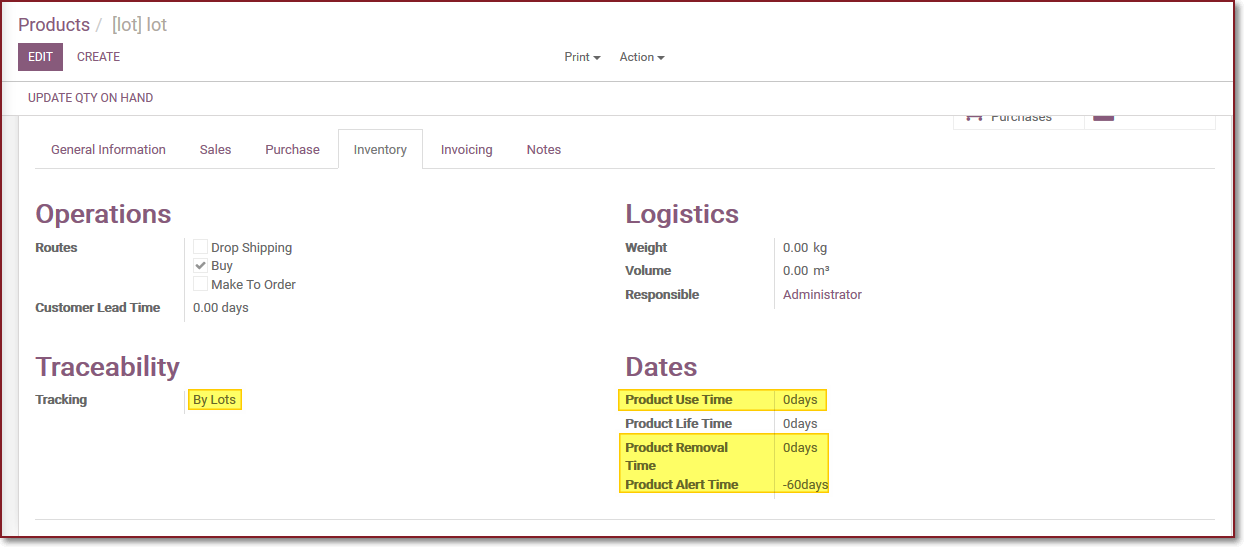 Products / [lot] lot
EDIT CREATE Print Action
UPDATE QTY ON HAND
Purchases
General Information Sales Purchase Inventory Invoicing Notes
Operations
Routes
Drop Shipping
Buy
Make To Order
Customer Lead Time 0.00 days
Logistics
Weight 0.00 kg
Volume 0.00 m³
Responsible Administrator
Traceability
Tracking By Lots
Dates
Product Use Time 0days
Product Life Time 0days
Product Removal 0days
Time
Product Alert Time -60days